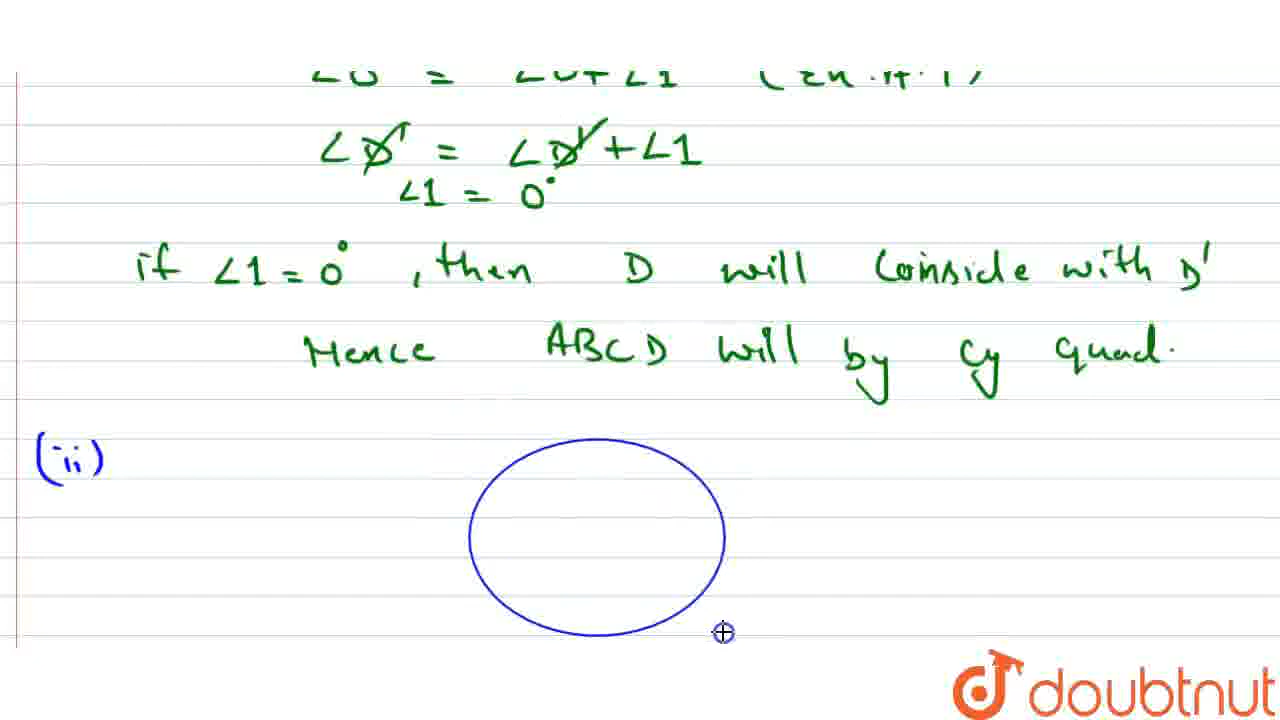 ∠D' = ∠D' + ∠1
∠1 = 0°
if ∠1 = 0°, then D will Coinside with D'
Hence ABCD will by Cy quad.
(ii)
doubtnut